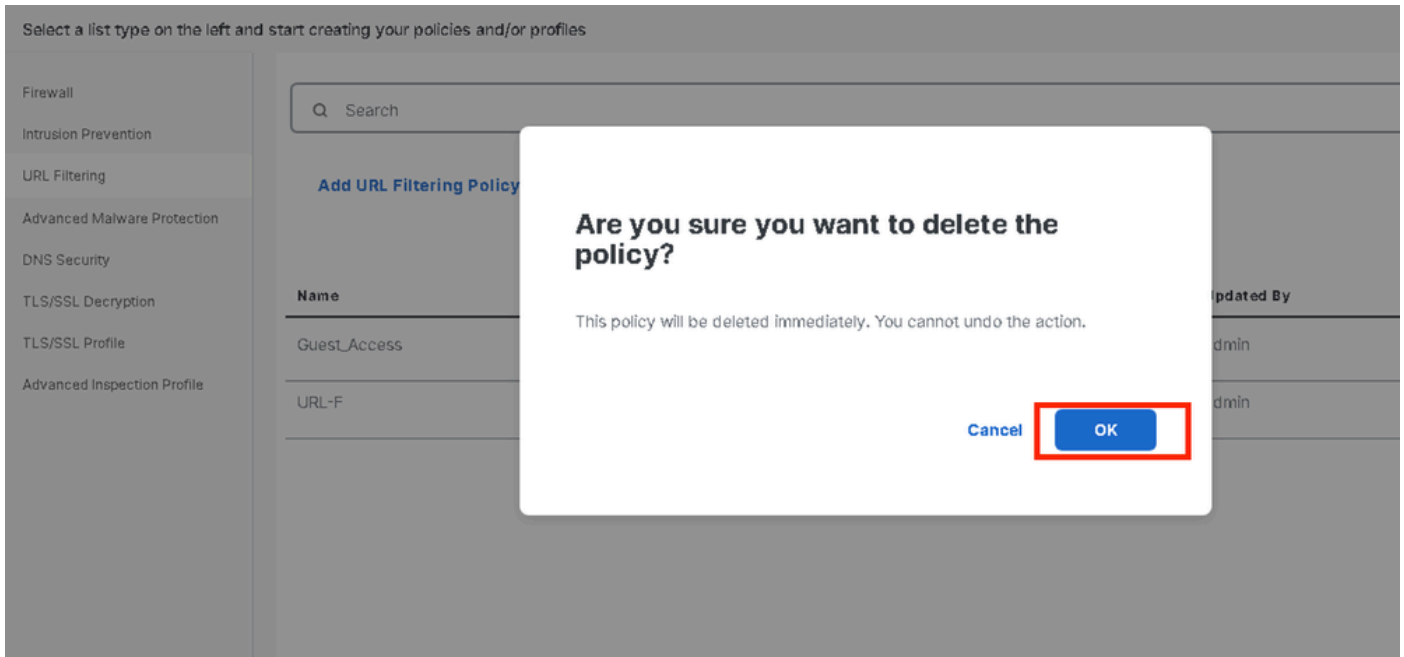 Select a list type on the left and start creating your policies and/or profiles
Firewall
Intrusion Prevention
URL Filtering
Advanced Malware Protection
DNS Security
TLS/SSL Decryption
TLS/SSL Profile
Advanced Inspection Profile
Search
Add URL Filtering Policy
Name
Updated By
Guest_Access
dmin
URL-F
dmin
Are you sure you want to delete the
policy?
This policy will be deleted immediately. You cannot undo the action.
Cancel
OK